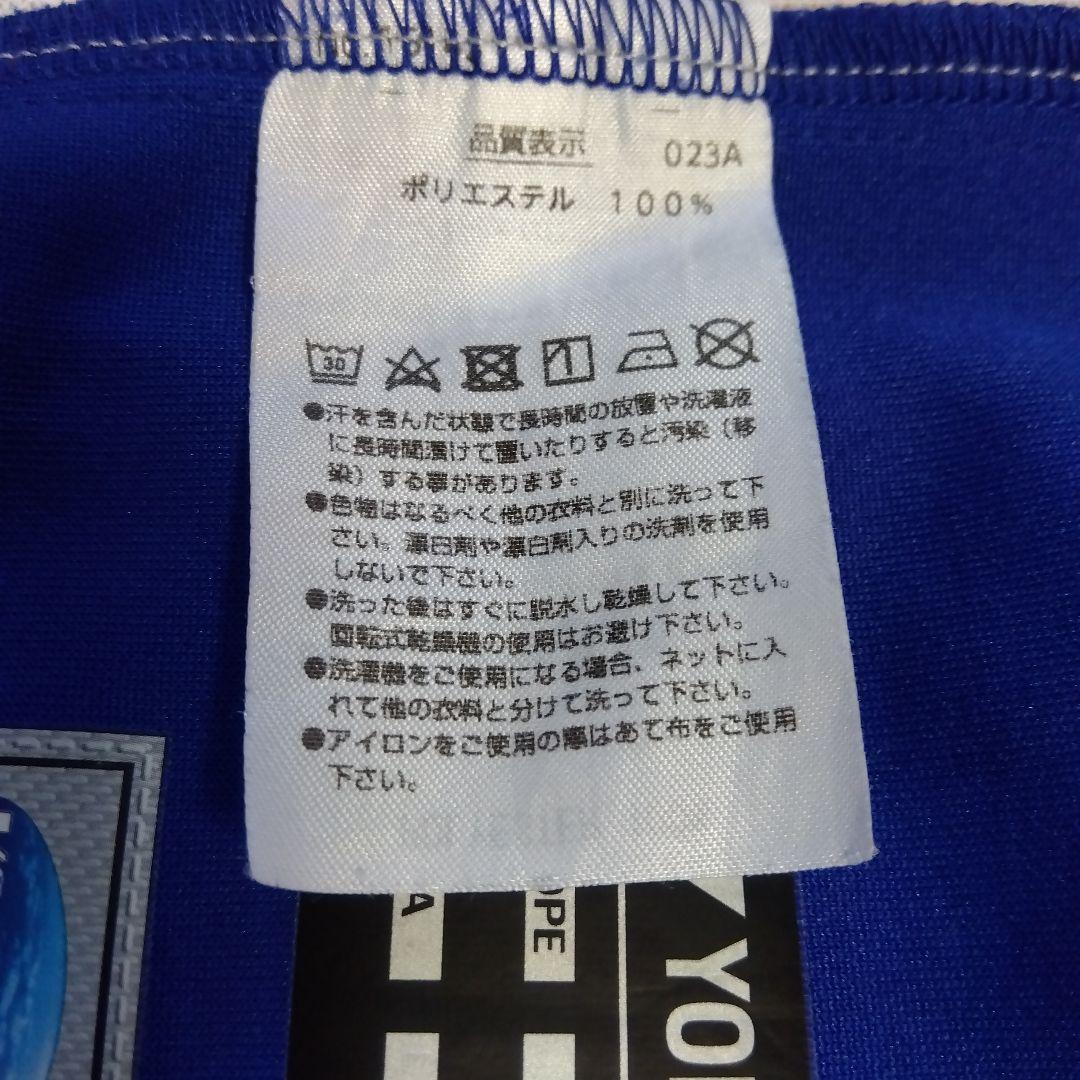 品質表示 023A
ポリエステル 100%
30
●汗を含んだ状態で長時間の放置や洗濯液
に長時間漬けて置いたりすると汚染(移
染)する事があります。
●色物はなるべく他の衣料と別に洗って下
さい。漂白剤や漂白剤入りの洗剤を使用
しないで下さい。
●洗った後はすぐに脱水し乾燥して下さい。
回転式乾燥機の使用はお避け下さい。
●洗濯機をご使用になる場合、ネットに入
れて他の衣料と分けて洗って下さい。
●アイロンをご使用の際はあて布をご使用
下さい。
A
OPE
YO